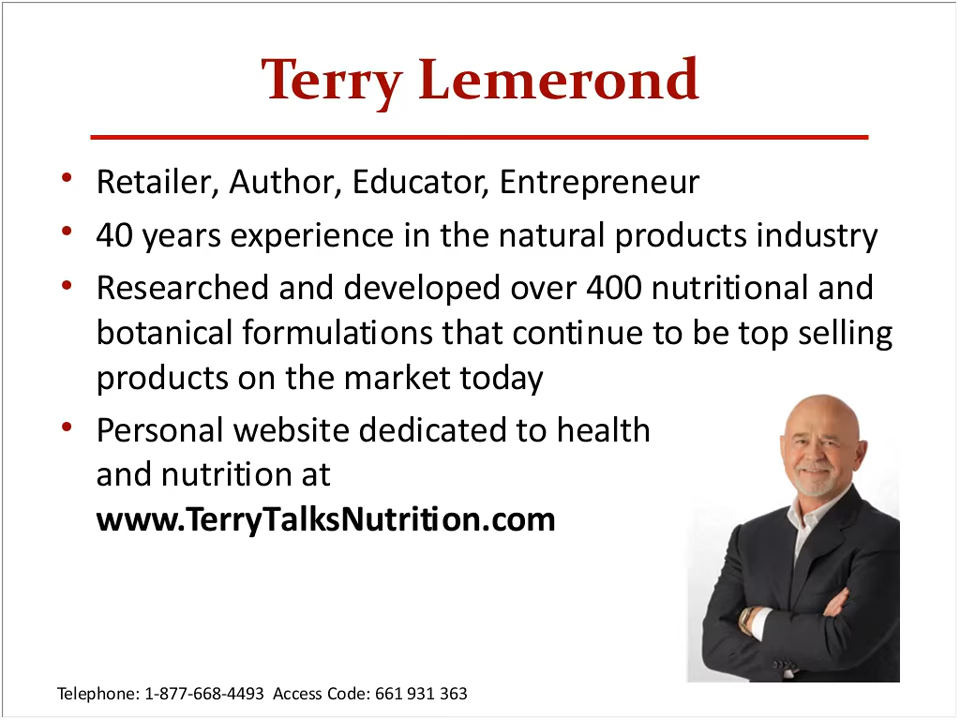 Terry Lemerond
• Retailer, Author, Educator, Entrepreneur
• 40 years experience in the natural products industry
• Researched and developed over 400 nutritional and
botanical formulations that continue to be top selling
products on the market today
• Personal website dedicated to health
and nutrition at
www.TerryTalksNutrition.com
Telephone: 1-877-668-4493 Access Code: 661 931 363